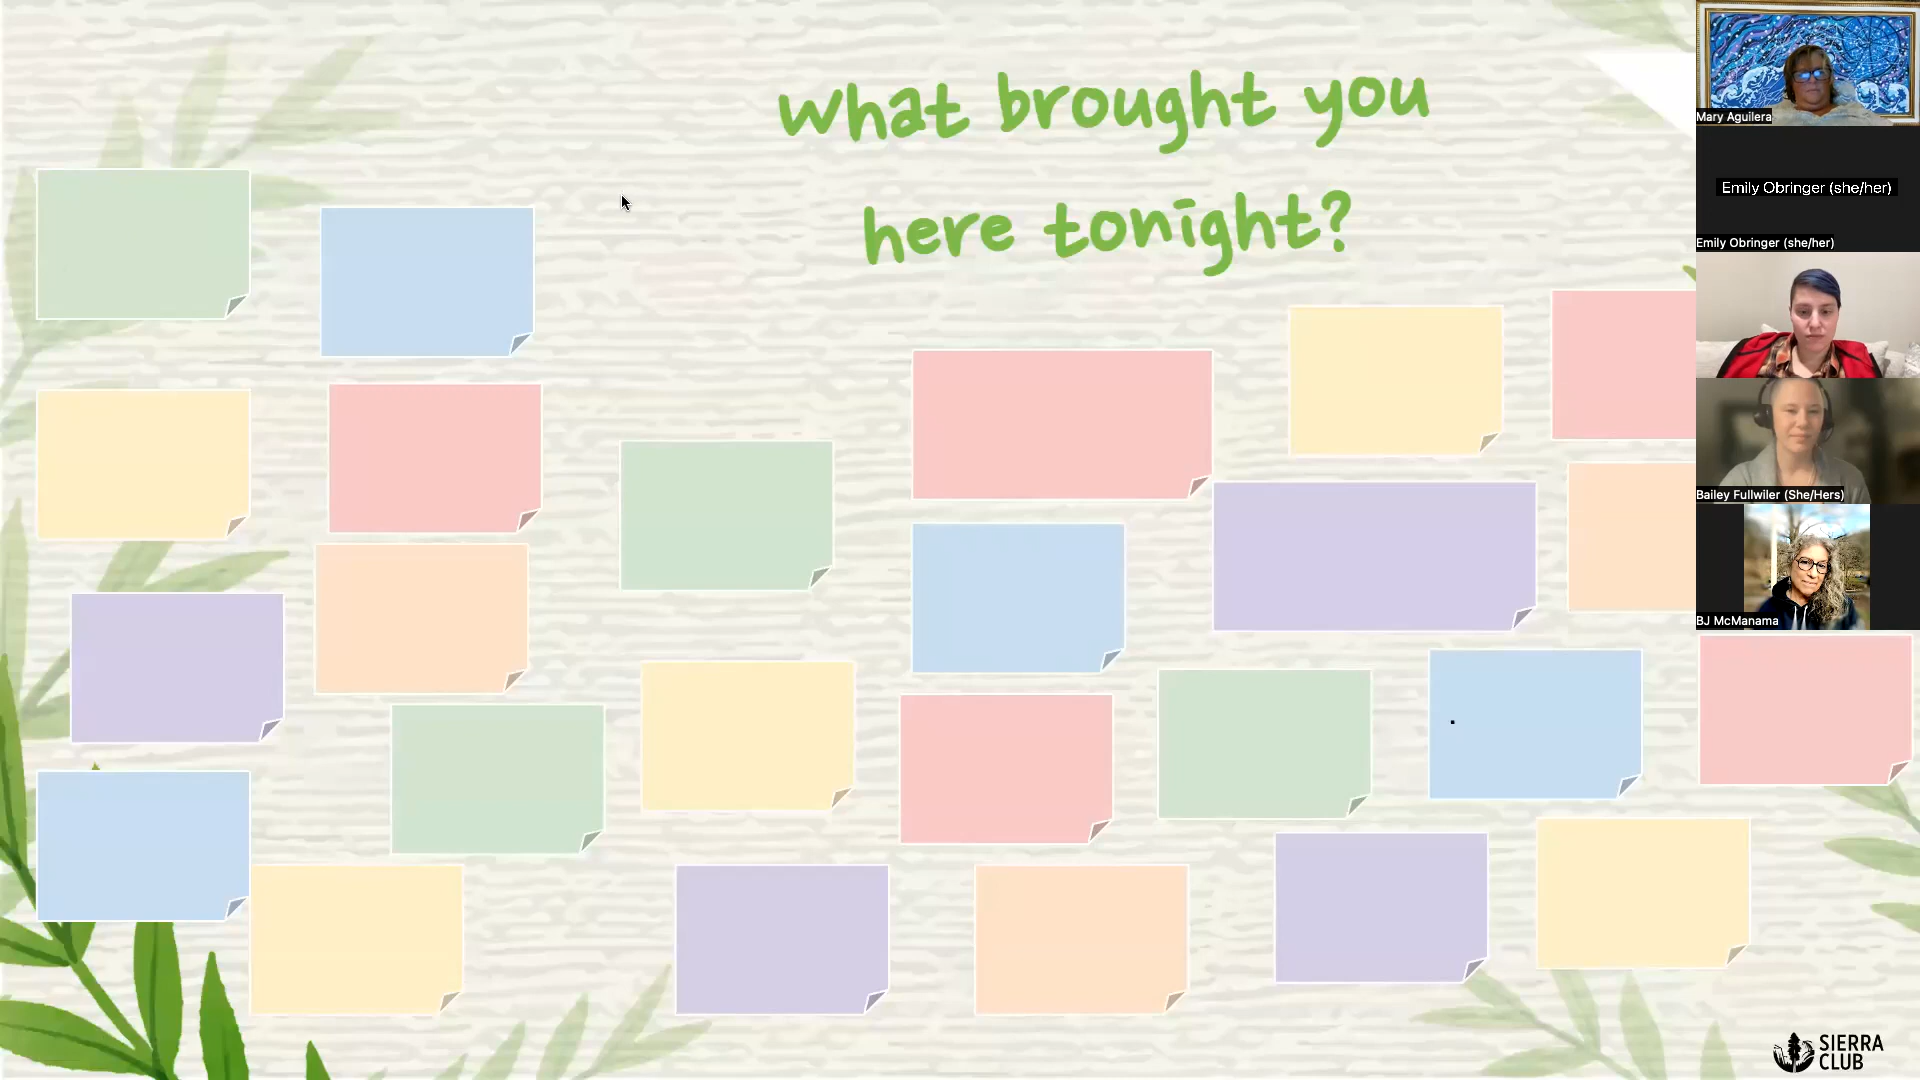 What brought you
here tonight?
Mary Aguilera
Emily Obringer (she/her)
Emily Obringer (she/her)
Bailey Fullwiler (She/Hers)
BJ McManama
.
SIERRA
CLUB